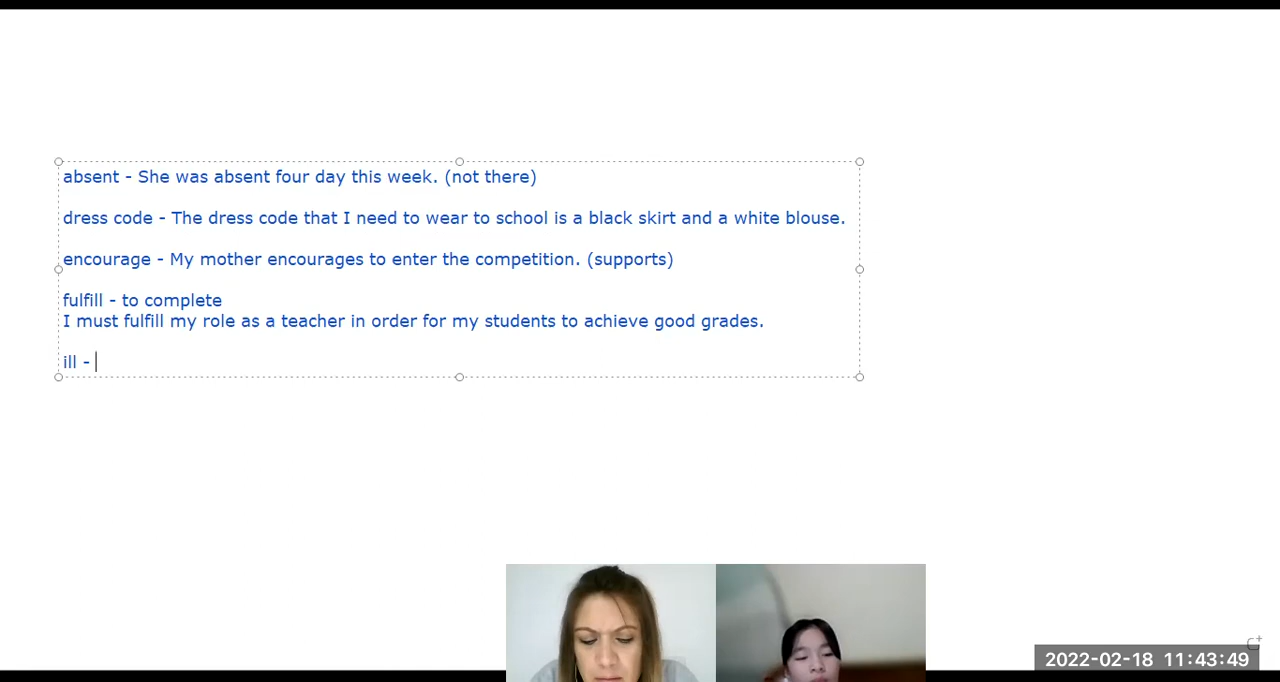 absent - She was absent four day this week. (not there)
dress code - The dress code that I need to wear to school is a black skirt and a white blouse.
encourage - My mother encourages to enter the competition. (supports)
fulfill - to complete
I must fulfill my role as a teacher in order for my students to achieve good grades.
ill -
2022-02-18 11:43:49